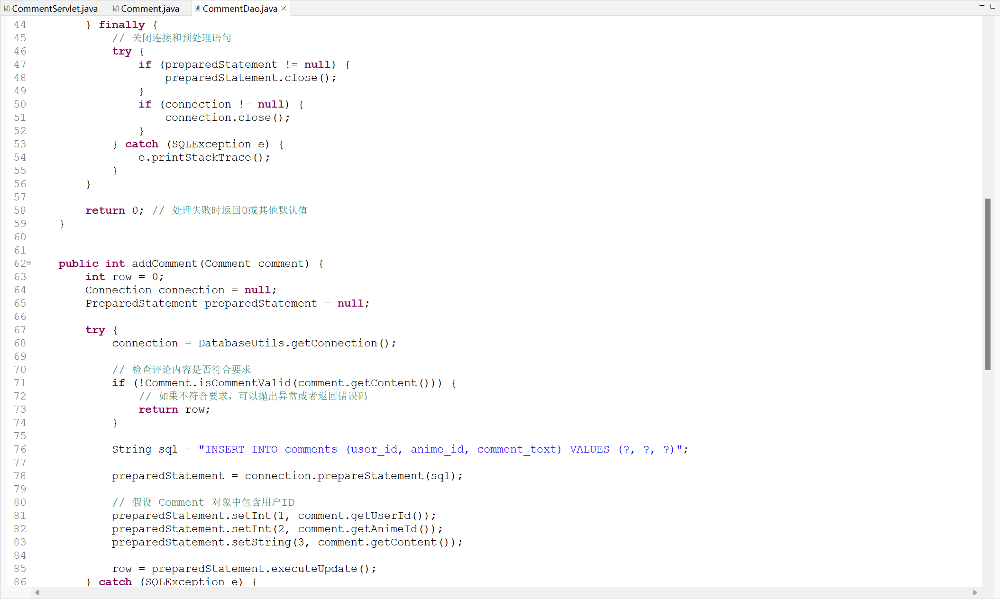 CommentServlet.java Comment.java CommentDao.java
44 } finally {
45 // 关闭连接和预处理语句
46 try {
47 if (preparedStatement != null) {
48 preparedStatement.close();
49 }
50 if (connection != null) {
51 connection.close();
52 }
53 } catch (SQLException e) {
54 e.printStackTrace();
55 }
56 }
57
58 return 0; // 处理失败时返回0或其他默认值
59 }
60
61
62 public int addComment(Comment comment) {
63 int row = 0;
64 Connection connection = null;
65 PreparedStatement preparedStatement = null;
66
67 try {
68 connection = DatabaseUtils.getConnection();
69
70 // 检查评论内容是否符合要求
71 if (!Comment.isCommentValid(comment.getContent())) {
72 // 如果不符合要求，可以抛出异常或者返回错误码
73 return row;
74 }
75
76 String sql = "INSERT INTO comments (user_id, anime_id, comment_text) VALUES (?, ?, ?)";
77
78 preparedStatement = connection.prepareStatement(sql);
79
80 // 假设 Comment 对象中包含用户ID
81 preparedStatement.setInt(1, comment.getUserId());
82 preparedStatement.setInt(2, comment.getAnimeId());
83 preparedStatement.setString(3, comment.getContent());
84
85 row = preparedStatement.executeUpdate();
86 } catch (SQLException e) {